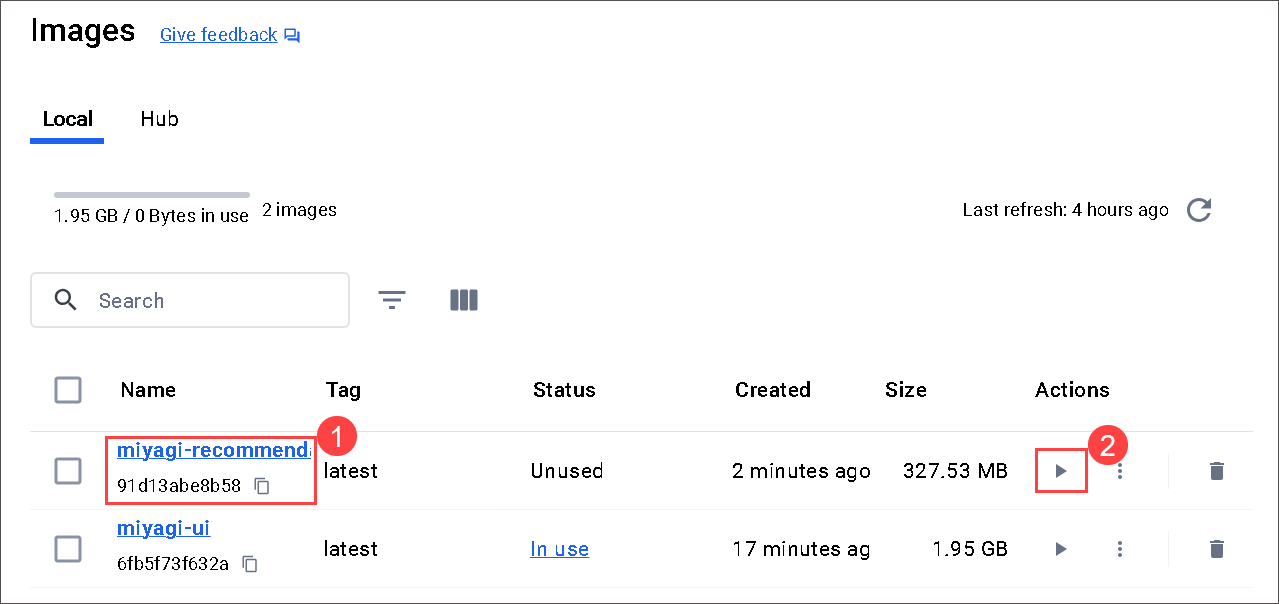 Images Give feedback
Local Hub
1.95 GB / 0 Bytes in use 2 images Last refresh: 4 hours ago
Search
Name Tag Status Created Size Actions
1 2
miyagi-recommenda
latest Unused 2 minutes ago 327.53 MB
91d13abe8b58
miyagi-ui
latest In use 17 minutes ag 1.95 GB
6fb5f73f632a